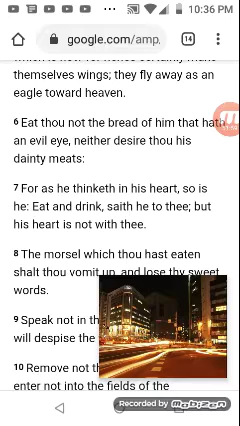 10:36 PM
google.com/amp
14
themselves wings; they fly away as an
eagle toward heaven.
6 Eat thou not the bread of him that hath
an evil eye, neither desire thou his
dainty meats:
7 For as he thinketh in his heart, so is
he: Eat and drink, saith he to thee; but
his heart is not with thee.
8 The morsel which thou hast eaten
shalt thou vomit up, and lose thy sweet
words.
9 Speak not in th
will despise the
10 Remove not th
enter not into the fields of the
Recorded by mobizen